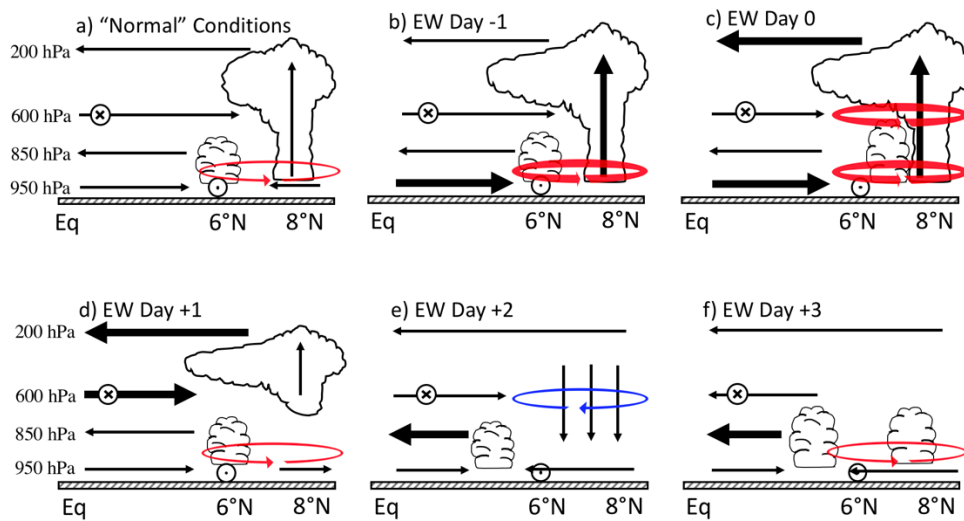 a) “Normal” Conditions
b) EW Day -1
c) EW Day 0
200 hPa
600 hPa
850 hPa
950 hPa
Eq 6°N 8°N
Eq 6°N 8°N
Eq 6°N 8°N
d) EW Day +1
e) EW Day +2
f) EW Day +3
200 hPa
600 hPa
850 hPa
950 hPa
Eq 6°N 8°N
Eq 6°N 8°N
Eq 6°N 8°N